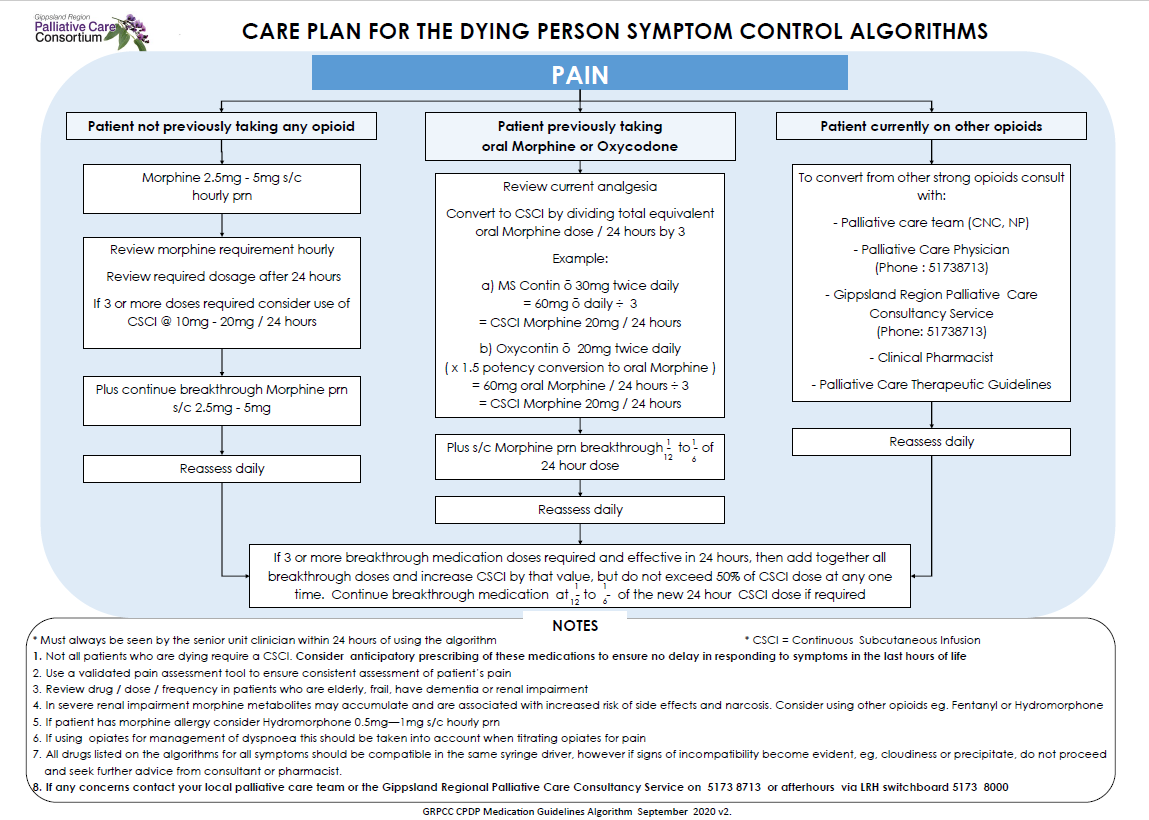 Gippsland Region
Palliative Care
Consortium
CARE PLAN FOR THE DYING PERSON SYMPTOM CONTROL ALGORITHMS
PAIN
Patient not previously taking any opioid
Morphine 2.5mg - 5mg s/c
hourly prn
Review morphine requirement hourly
Review required dosage after 24 hours
If 3 or more doses required consider use of
CSCI @ 10mg - 20mg / 24 hours
Plus continue breakthrough Morphine prn
s/c 2.5mg - 5mg
Reassess daily
Patient previously taking
oral Morphine or Oxycodone
Review current analgesia
Convert to CSCI by dividing total equivalent
oral Morphine dose / 24 hours by 3
Example:
a) MS Contin ō 30mg twice daily
= 60mg ō daily ÷ 3
= CSCI Morphine 20mg / 24 hours
b) Oxycontin ō 20mg twice daily
( x 1.5 potency conversion to oral Morphine )
= 60mg oral Morphine / 24 hours ÷ 3
= CSCI Morphine 20mg / 24 hours
Plus s/c Morphine prn breakthrough 1/12 to 1/6 of
24 hour dose
Reassess daily
Patient currently on other opioids
To convert from other strong opioids consult
with:
- Palliative care team (CNC, NP)
- Palliative Care Physician
(Phone : 51738713)
- Gippsland Region Palliative Care
Consultancy Service
(Phone: 51738713)
- Clinical Pharmacist
- Palliative Care Therapeutic Guidelines
Reassess daily
If 3 or more breakthrough medication doses required and effective in 24 hours, then add together all
breakthrough doses and increase CSCI by that value, but do not exceed 50% of CSCI dose at any one
time. Continue breakthrough medication at 1/12 to 1/6 of the new 24 hour CSCI dose if required
NOTES
* Must always be seen by the senior unit clinician within 24 hours of using the algorithm
* CSCI = Continuous Subcutaneous Infusion
1. Not all patients who are dying require a CSCI. Consider anticipatory prescribing of these medications to ensure no delay in responding to symptoms in the last hours of life
2. Use a validated pain assessment tool to ensure consistent assessment of patient's pain
3. Review drug / dose / frequency in patients who are elderly, frail, have dementia or renal impairment
4. In severe renal impairment morphine metabolites may accumulate and are associated with increased risk of side effects and narcosis. Consider using other opioids eg. Fentanyl or Hydromorphone
5. If patient has morphine allergy consider Hydromorphone 0.5mg—1mg s/c hourly prn
6. If using opiates for management of dyspnoea this should be taken into account when titrating opiates for pain
7. All drugs listed on the algorithms for all symptoms should be compatible in the same syringe driver, however if signs of incompatibility become evident, eg, cloudiness or precipitate, do not proceed
and seek further advice from consultant or pharmacist.
8. If any concerns contact your local palliative care team or the Gippsland Regional Palliative Care Consultancy Service on 5173 8713 or afterhours via LRH switchboard 5173 8000
GRPCC CPDP Medication Guidelines Algorithm September 2020 v2.